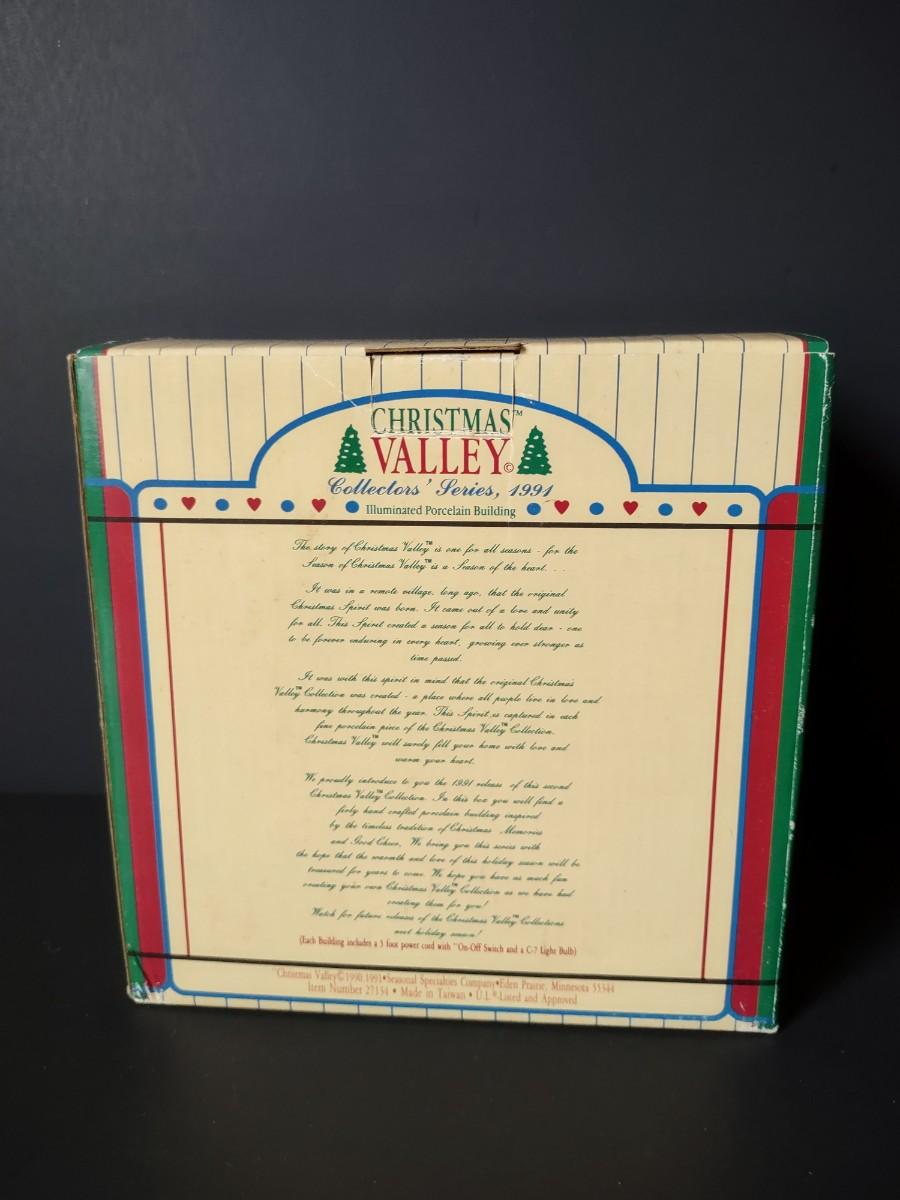 CHRISTMAS™
VALLEY©
Collectors' Series, 1991
Illuminated Porcelain Building
The story of Christmas Valley™ is one for all seasons - for the
Season of Christmas Valley™ is a Season of the heart. . .
It was in a remote village, long ago, that the original
Christmas Spirit was born. It came out of a love and unity
for all. This Spirit created a season for all to hold dear - one
to be forever enduring in every heart, growing ever stronger as
time passed.
It was with this spirit in mind that the original Christmas
Valley™ Collection was created - a place where all people live in love and
harmony throughout the year. This Spirit is captured in each
fine porcelain piece of the Christmas Valley™ Collection.
Christmas Valley™ will surely fill your home with love and
warm your heart.
We proudly introduce to you the 1991 release of this second
Christmas Valley™ Collection. In this box you will find a
finely hand crafted porcelain building inspired
by the timeless tradition of Christmas Memories
and Good Cheer. We bring you this series with
the hope that the warmth and love of this holiday season will be
treasured for years to come. We hope you have as much fun
creating your own Christmas Valley™ Collection as we have had
creating them for you!
Watch for future releases of the Christmas Valley™ Collections
next holiday season!
(Each Building includes a 5 foot power cord with "On-Off Switch and a C-7 Light Bulb)
™Christmas Valley©1990,1991•Seasonal Specialties Company•Eden Prairie, Minnesota 55344
Item Number 27134 • Made in Taiwan • U.L.® Listed and Approved